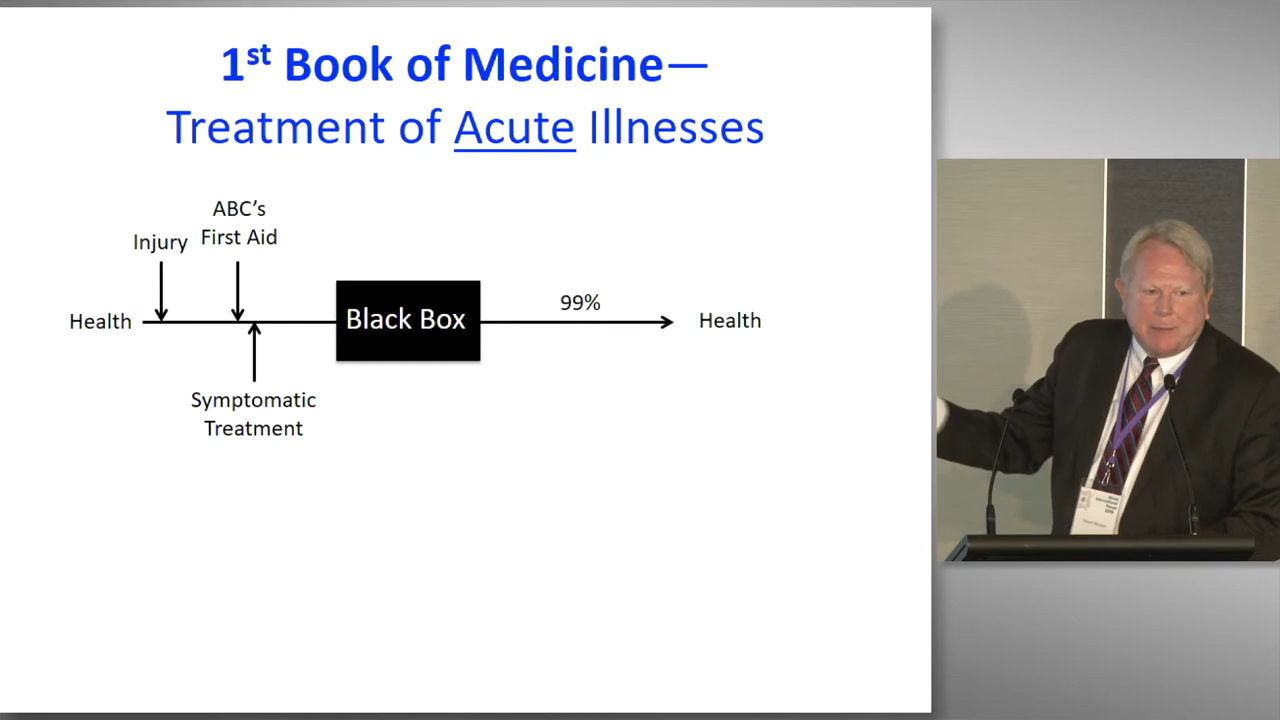 1st Book of Medicine—
Treatment of Acute Illnesses
ABC's
First Aid
Injury
Health
Black Box
99%
Health
Symptomatic
Treatment